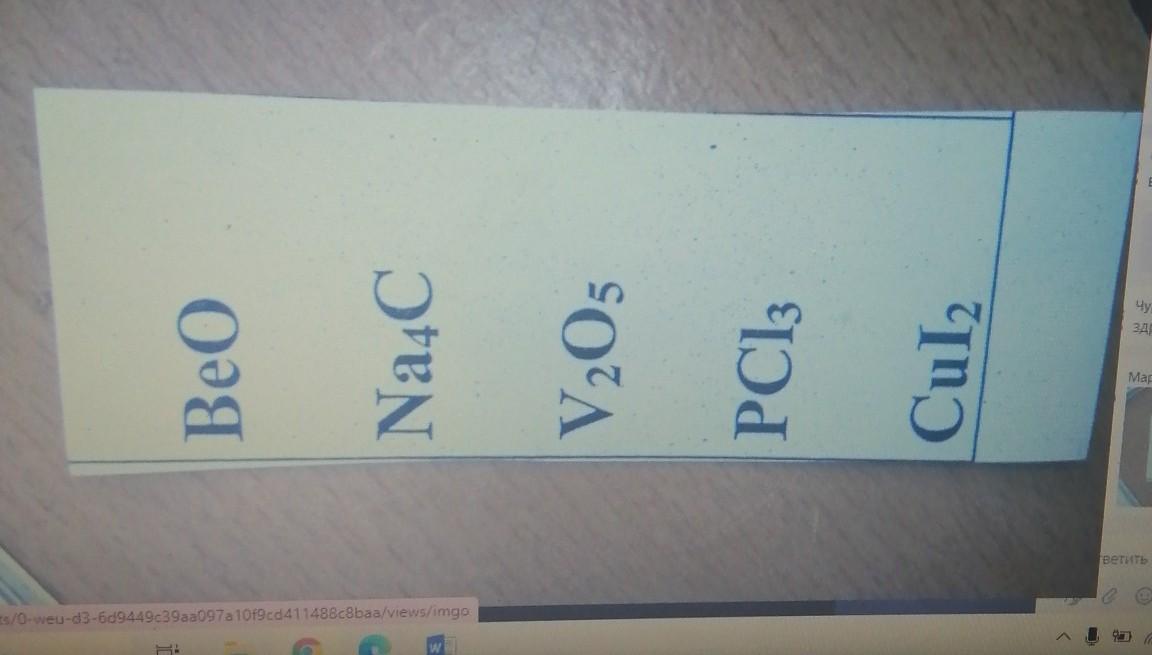 BeO
Na₄C
V₂O₅
PCl₃
CuI₂
Чу
зд
Мар
ветить
ts/0-weu-d3-6d9449c39aa097a10f9cd411488c8baa/views/imgo
W